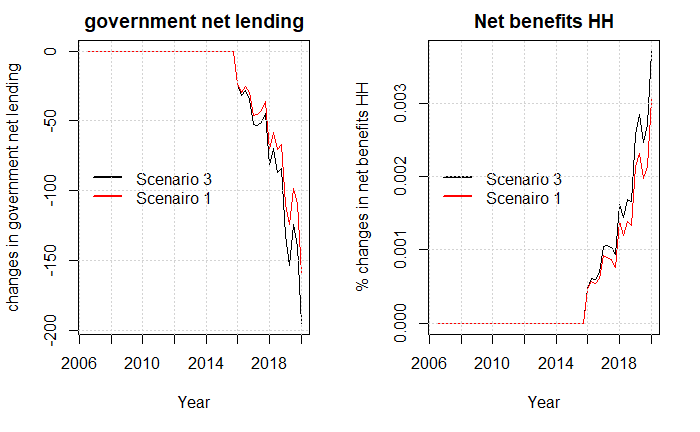 government net lending
changes in government net lending
0
-50
-100
-150
-200
Scenario 3
Scenairo 1
2006
2010
2014
2018
Year
Net benefits HH
% changes in net benefits HH
0.003
0.002
0.001
0.000
Scenario 3
Scenairo 1
2006
2010
2014
2018
Year